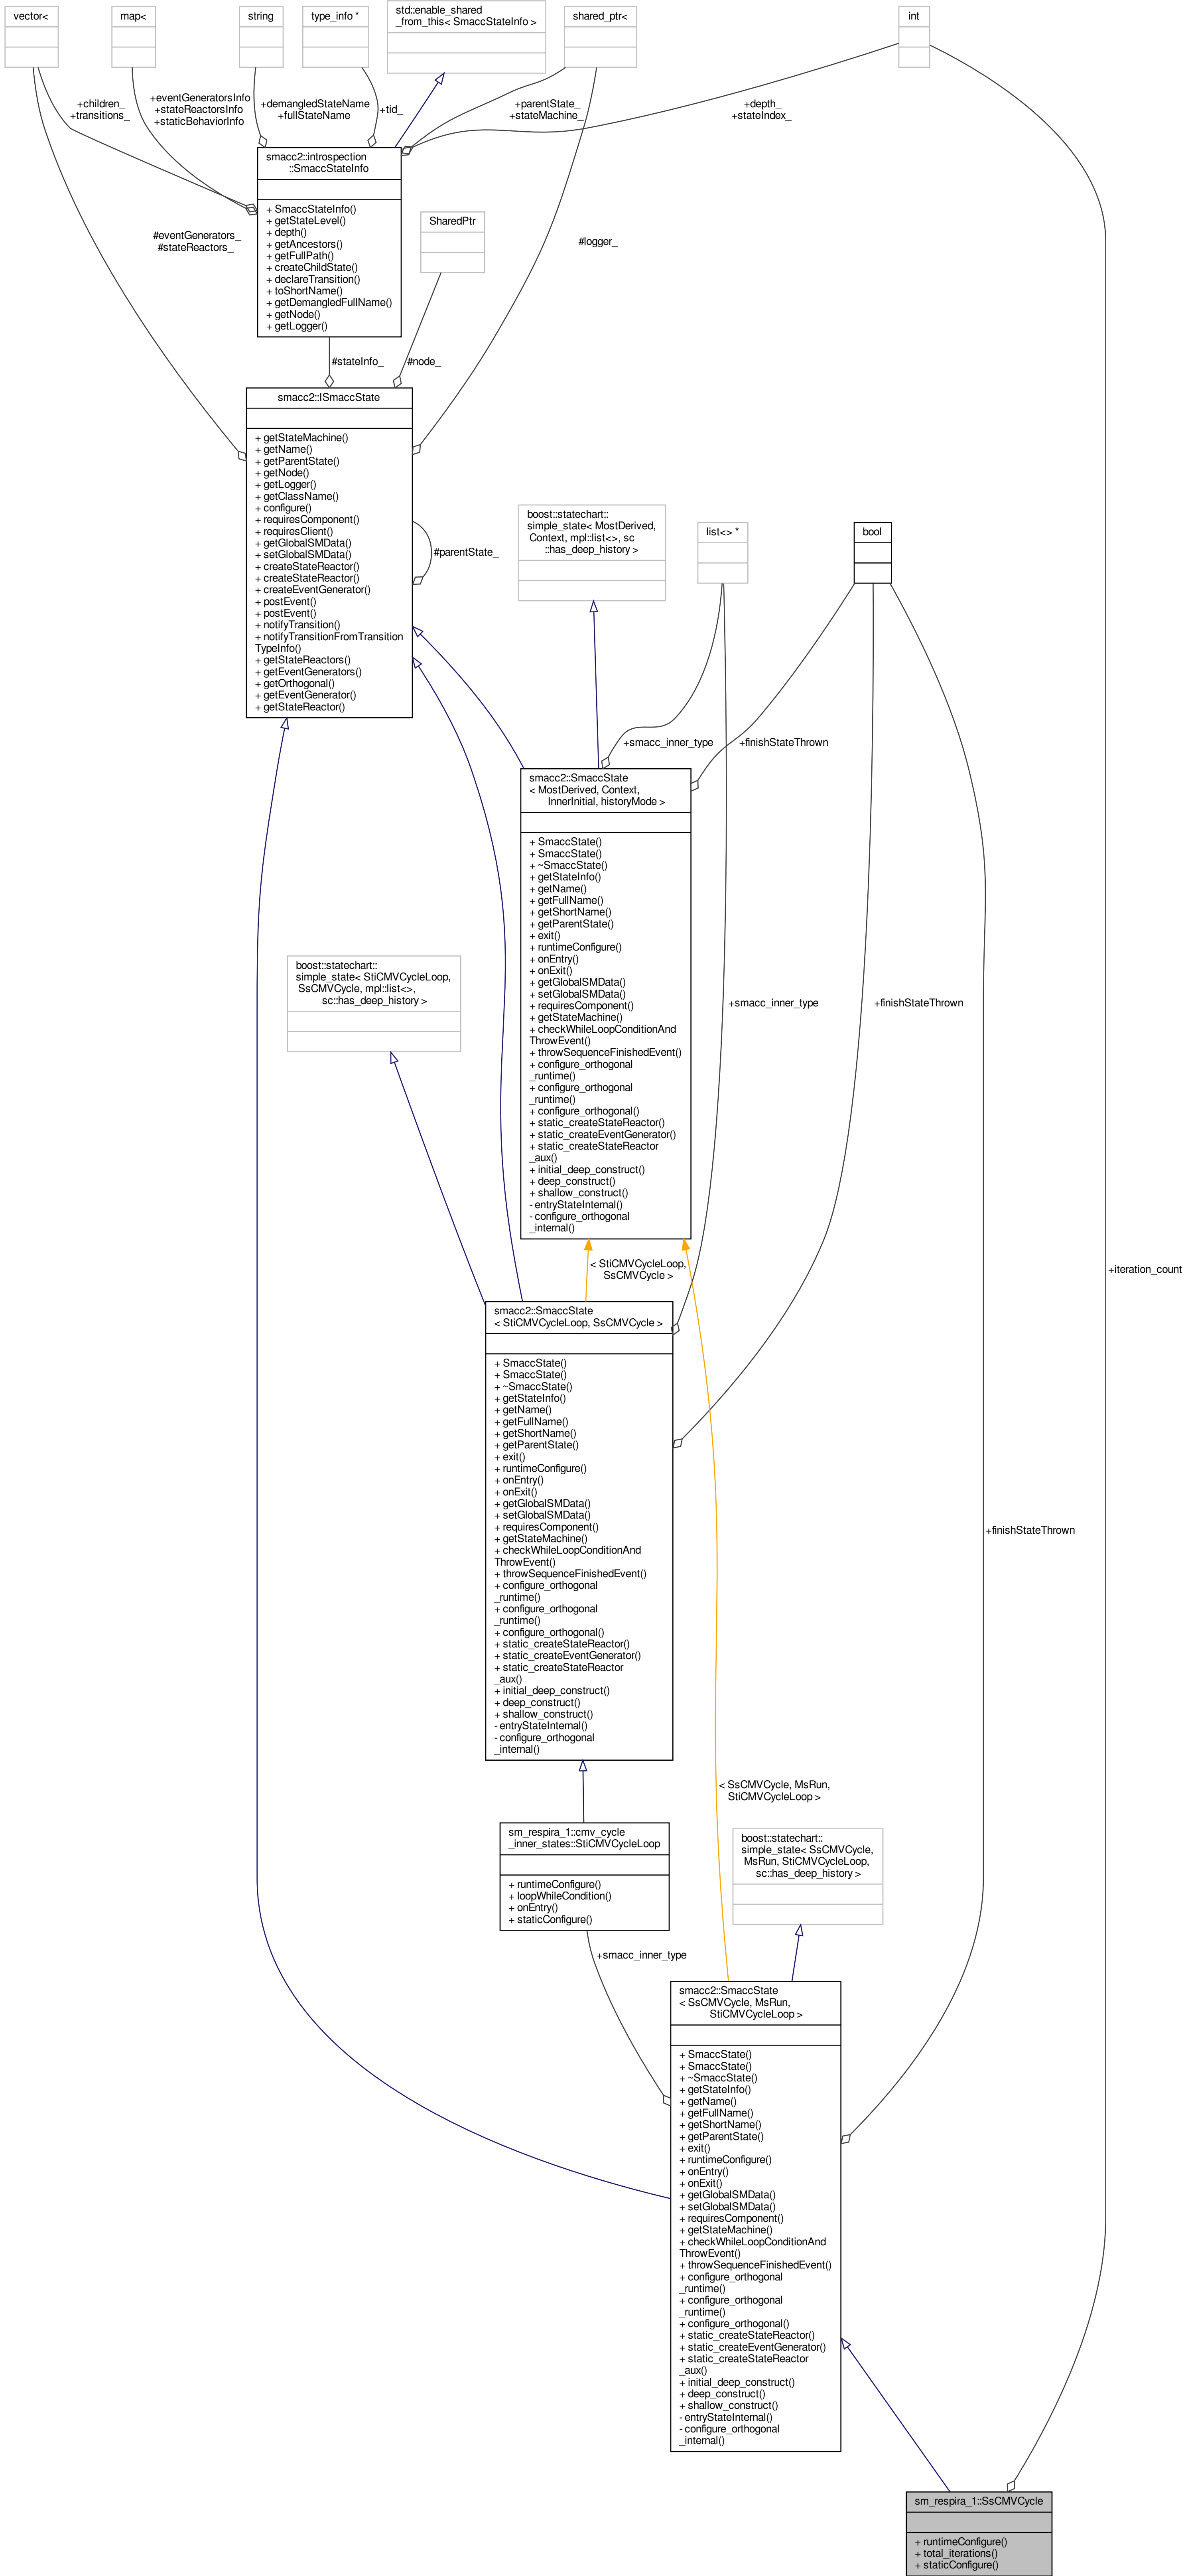 vector<
map<
string
type_info *
std::enable_shared
_from_this< SmaccStateInfo >
shared_ptr<
int
+children_
+transitions_
+eventGeneratorsInfo
+stateReactorsInfo
+staticBehaviorInfo
+demangledStateName
+fullStateName
+tid_
+parentState_
+stateMachine_
+depth_
+stateIndex_
smacc2::introspection
::SmaccStateInfo
+ SmaccStateInfo()
+ getStateLevel()
+ depth()
+ getAncestors()
+ getFullPath()
+ createChildState()
+ declareTransition()
+ toShortName()
+ getDemangledFullName()
+ getNode()
+ getLogger()
SharedPtr
#eventGenerators_
#stateReactors_
#logger_
#stateInfo_
#node_
smacc2::ISmaccState
+ getStateMachine()
+ getName()
+ getParentState()
+ getNode()
+ getLogger()
+ getClassName()
+ configure()
+ requiresComponent()
+ requiresClient()
+ getGlobalSMData()
+ setGlobalSMData()
+ createStateReactor()
+ createStateReactor()
+ createEventGenerator()
+ postEvent()
+ postEvent()
+ notifyTransition()
+ notifyTransitionFromTransition
TypeInfo()
+ getStateReactors()
+ getEventGenerators()
+ getOrthogonal()
+ getEventGenerator()
+ getStateReactor()
#parentState_
boost::statechart::
simple_state< MostDerived,
Context, mpl::list<>, sc
::has_deep_history >
list<> *
bool
+smacc_inner_type
+finishStateThrown
smacc2::SmaccState
< MostDerived, Context,
InnerInitial, historyMode >
+ SmaccState()
+ SmaccState()
+ ~SmaccState()
+ getStateInfo()
+ getName()
+ getFullName()
+ getShortName()
+ getParentState()
+ exit()
+ runtimeConfigure()
+ onEntry()
+ onExit()
+ getGlobalSMData()
+ setGlobalSMData()
+ requiresComponent()
+ getStateMachine()
+ checkWhileLoopConditionAnd
ThrowEvent()
+ throwSequenceFinishedEvent()
+ configure_orthogonal
_runtime()
+ configure_orthogonal
_runtime()
+ configure_orthogonal()
+ static_createStateReactor()
+ static_createEventGenerator()
+ static_createStateReactor
_aux()
+ initial_deep_construct()
+ deep_construct()
+ shallow_construct()
- entryStateInternal()
- configure_orthogonal
_internal()
boost::statechart::
simple_state< StiCMVCycleLoop,
SsCMVCycle, mpl::list<>,
sc::has_deep_history >
+smacc_inner_type
+finishStateThrown
< StiCMVCycleLoop,
SsCMVCycle >
+iteration_count
smacc2::SmaccState
< StiCMVCycleLoop, SsCMVCycle >
+ SmaccState()
+ SmaccState()
+ ~SmaccState()
+ getStateInfo()
+ getName()
+ getFullName()
+ getShortName()
+ getParentState()
+ exit()
+ runtimeConfigure()
+ onEntry()
+ onExit()
+ getGlobalSMData()
+ setGlobalSMData()
+ requiresComponent()
+ getStateMachine()
+ checkWhileLoopConditionAnd
ThrowEvent()
+ throwSequenceFinishedEvent()
+ configure_orthogonal
_runtime()
+ configure_orthogonal
_runtime()
+ configure_orthogonal()
+ static_createStateReactor()
+ static_createEventGenerator()
+ static_createStateReactor
_aux()
+ initial_deep_construct()
+ deep_construct()
+ shallow_construct()
- entryStateInternal()
- configure_orthogonal
_internal()
+finishStateThrown
< SsCMVCycle, MsRun,
StiCMVCycleLoop >
sm_respira_1::cmv_cycle
_inner_states::StiCMVCycleLoop
+ runtimeConfigure()
+ loopWhileCondition()
+ onEntry()
+ staticConfigure()
boost::statechart::
simple_state< SsCMVCycle,
MsRun, StiCMVCycleLoop,
sc::has_deep_history >
+smacc_inner_type
smacc2::SmaccState
< SsCMVCycle, MsRun,
StiCMVCycleLoop >
+ SmaccState()
+ SmaccState()
+ ~SmaccState()
+ getStateInfo()
+ getName()
+ getFullName()
+ getShortName()
+ getParentState()
+ exit()
+ runtimeConfigure()
+ onEntry()
+ onExit()
+ getGlobalSMData()
+ setGlobalSMData()
+ requiresComponent()
+ getStateMachine()
+ checkWhileLoopConditionAnd
ThrowEvent()
+ throwSequenceFinishedEvent()
+ configure_orthogonal
_runtime()
+ configure_orthogonal
_runtime()
+ configure_orthogonal()
+ static_createStateReactor()
+ static_createEventGenerator()
+ static_createStateReactor
_aux()
+ initial_deep_construct()
+ deep_construct()
+ shallow_construct()
- entryStateInternal()
- configure_orthogonal
_internal()
sm_respira_1::SsCMVCycle
+ runtimeConfigure()
+ total_iterations()
+ staticConfigure()